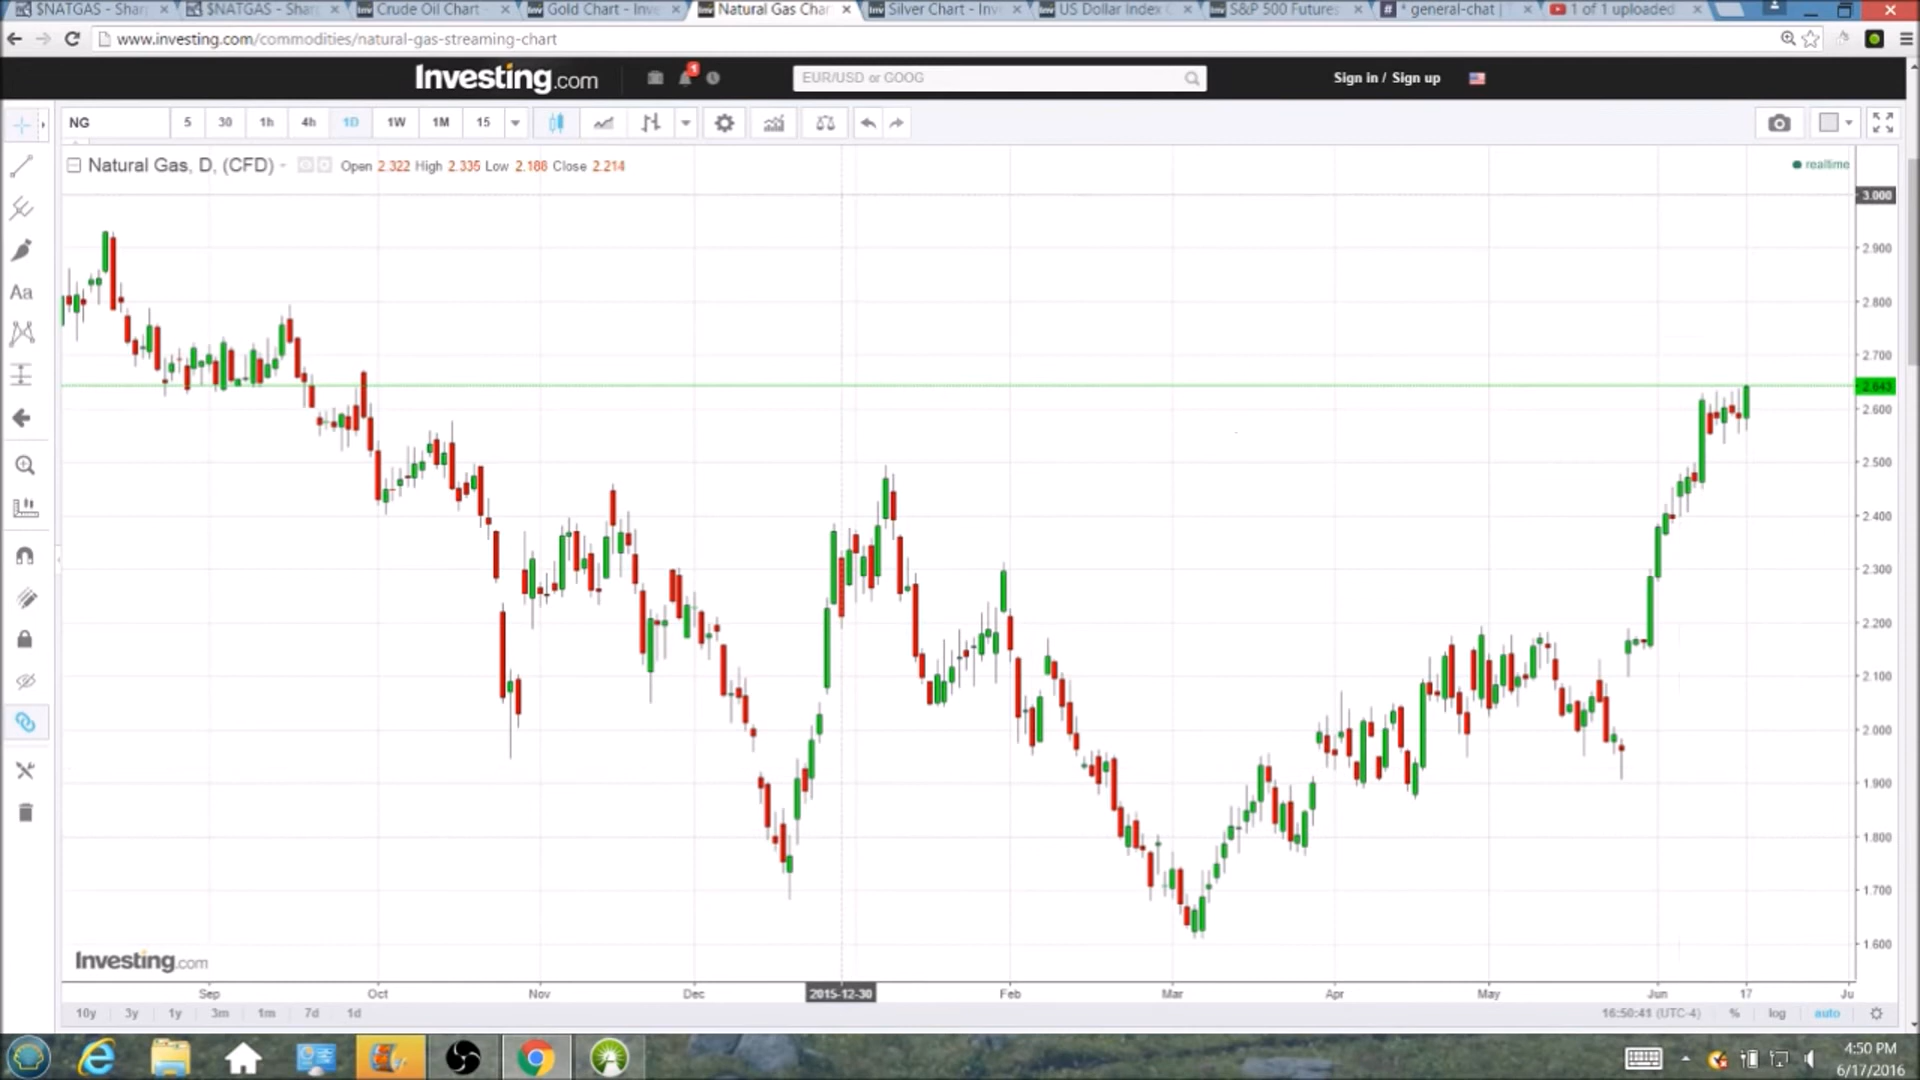 $NATGAS - Shar
$NATGAS - Shar
Crude Oil Chart -
Gold Chart - Inve
Natural Gas Char
Silver Chart - Inv
US Dollar Index C
S&P 500 Futures
* general-chat |
1 of 1 uploaded
www.investing.com/commodities/natural-gas-streaming-chart
Investing.com
1
EUR/USD or GOOG
Sign in / Sign up
NG
5
30
1h
4h
1D
1W
1M
15
Natural Gas, D, (CFD)
Open 2.322 High 2.335 Low 2.186 Close 2.214
realtime
Aa
3.000
2.900
2.800
2.700
2.643
2.600
2.500
2.400
2.300
2.200
2.100
2.000
1.900
1.800
1.700
1.600
Investing.com
Sep
Oct
Nov
Dec
2015-12-30
Feb
Mar
Apr
May
Jun
17
Ju
10y
3y
1y
3m
1m
7d
1d
16:50:41 (UTC-4)
%
log
auto
4:50 PM
6/17/2016